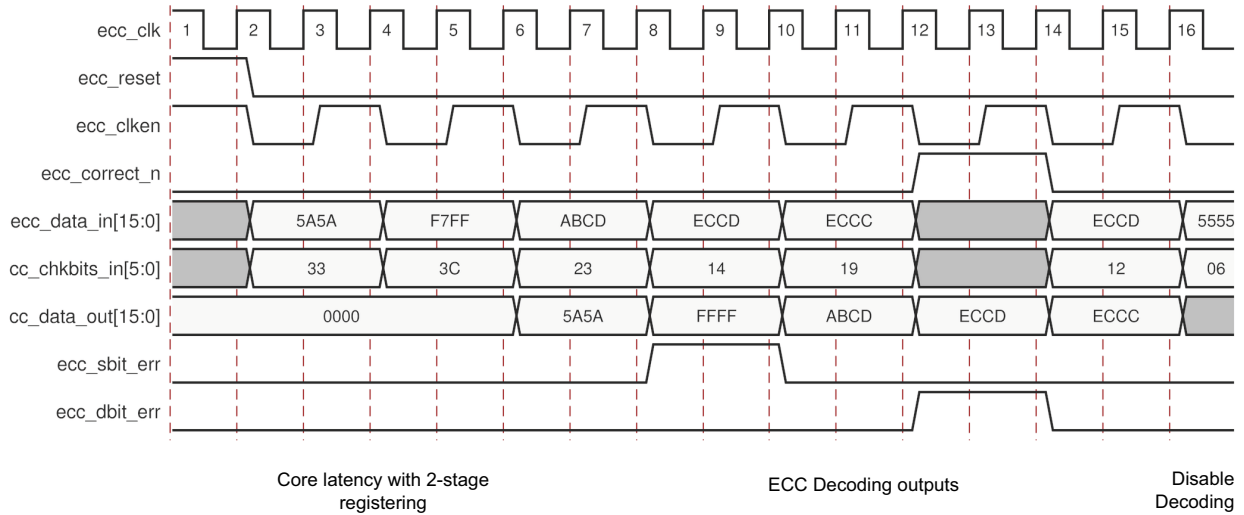 ecc_clk 1 2 3 4 5 6 7 8 9 10 11 12 13 14 15 16
ecc_reset
ecc_clken
ecc_correct_n
ecc_data_in[15:0] 5A5A F7FF ABCD ECCD ECCC ECCD 5555
cc_chkbits_in[5:0] 33 3C 23 14 19 12 06
cc_data_out[15:0] 0000 5A5A FFFF ABCD ECCD ECCC
ecc_sbit_err
ecc_dbit_err
Core latency with 2-stage
registering
ECC Decoding outputs
Disable
Decoding